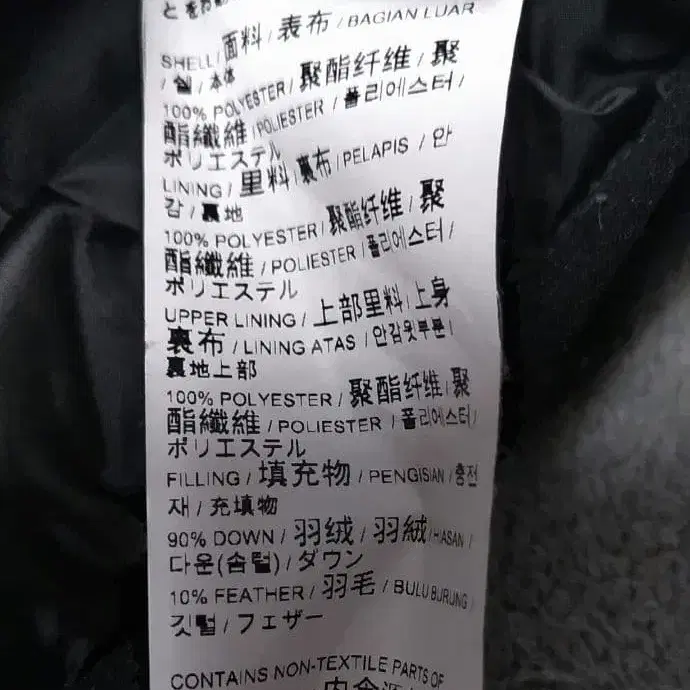 SHELL / 面料 / 表布 / BAGIAN LUAR
/ 쉘 / 本体
100% POLYESTER / 聚酯纤维 / 聚
酯纖維 / POLIESTER / 폴리에스터 /
ポリエステル
LINING / 里料 / 裏布 / PELAPIS / 안
감 / 裏地
100% POLYESTER / 聚酯纤维 / 聚
酯纖維 / POLIESTER / 폴리에스터 /
ポリエステル
UPPER LINING / 上部里料 / 上身
裏布 / LINING ATAS / 안감윗부분 /
裏地上部
100% POLYESTER / 聚酯纤维 / 聚
酯纖維 / POLIESTER / 폴리에스터 /
ポリエステル
FILLING / 填充物 / PENGISIAN / 충전
재 / 充填物
90% DOWN / 羽绒 / 羽絨 / HIASAN /
다운(솜털) / ダウン
10% FEATHER / 羽毛 / BULU BURUNG /
깃털 / フェザー
CONTAINS NON-TEXTILE PARTS OF